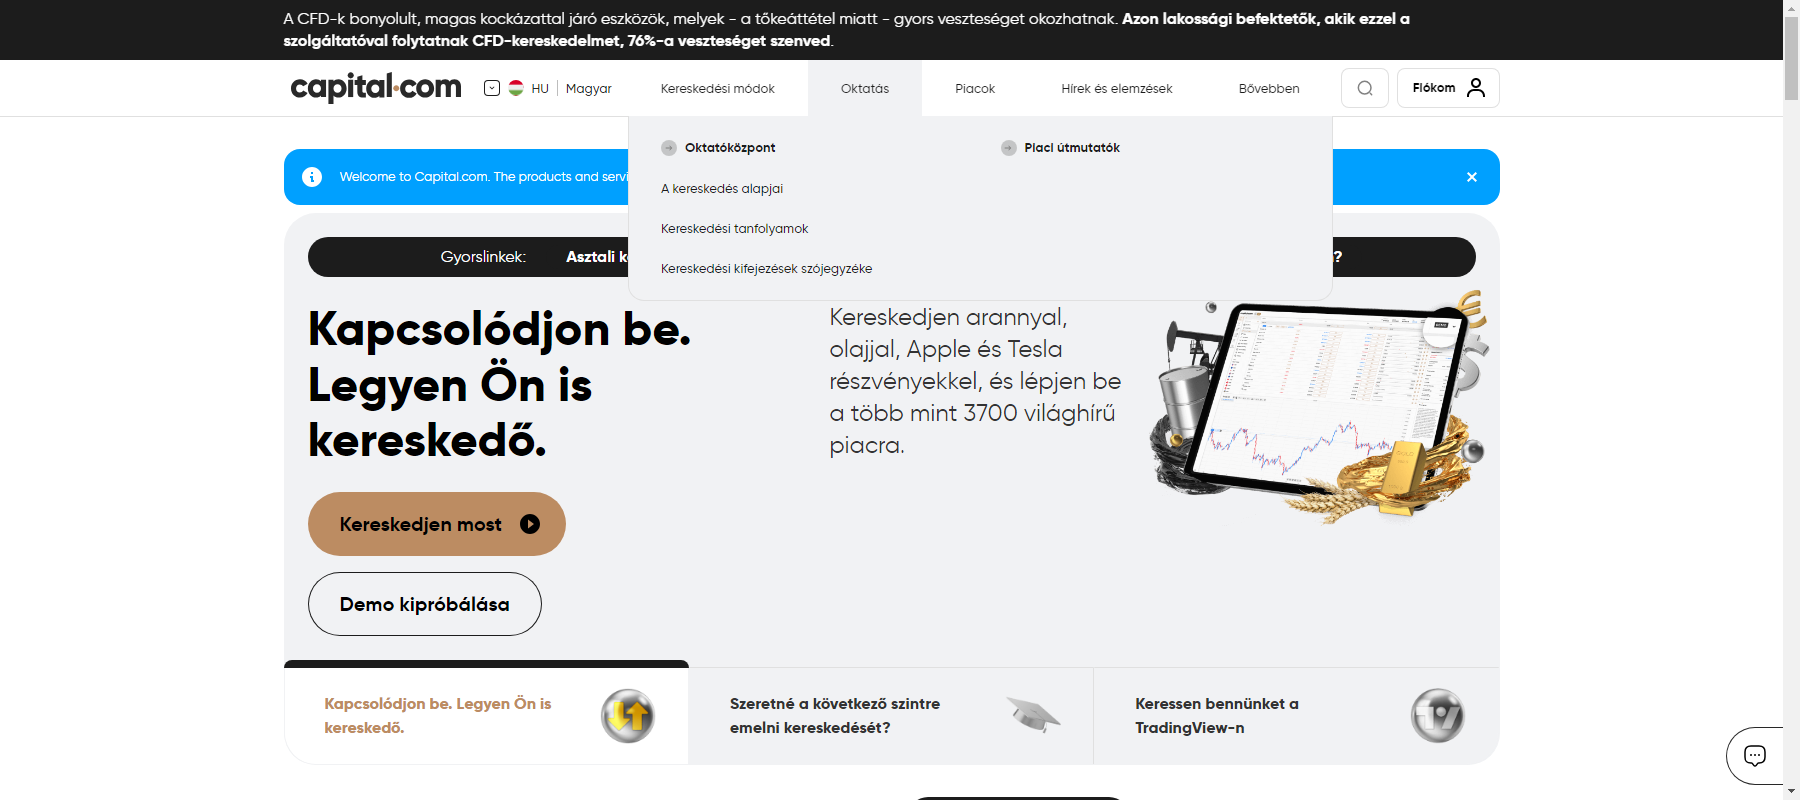 A CFD-k bonyolult, magas kockázattal járó eszközök, melyek - a tőkeáttétel miatt - gyors veszteséget okozhatnak. Azon lakossági befektetők, akik ezzel a
szolgáltatóval folytatnak CFD-kereskedelmet, 76%-a veszteséget szenved.
capital.com HU Magyar Kereskedési módok Oktatás Piacok Hírek és elemzések Bővebben Fiókom
Oktatóközpont Piaci útmutatók
Welcome to Capital.com. The products and servi
A kereskedés alapjai
Kereskedési tanfolyamok
Gyorslinkek: Asztali k ?
Kereskedési kifejezések szójegyzéke
Kapcsolódjon be.
Legyen Ön is
kereskedő.
Kereskedjen arannyal,
olajjal, Apple és Tesla
részvényekkel, és lépjen be
a több mint 3700 világhírű
piacra.
Kereskedjen most
Demo kipróbálása
Kapcsolódjon be. Legyen Ön is
kereskedő.
Szeretné a következő szintre
emelni kereskedését?
Keressen bennünket a
TradingView-n